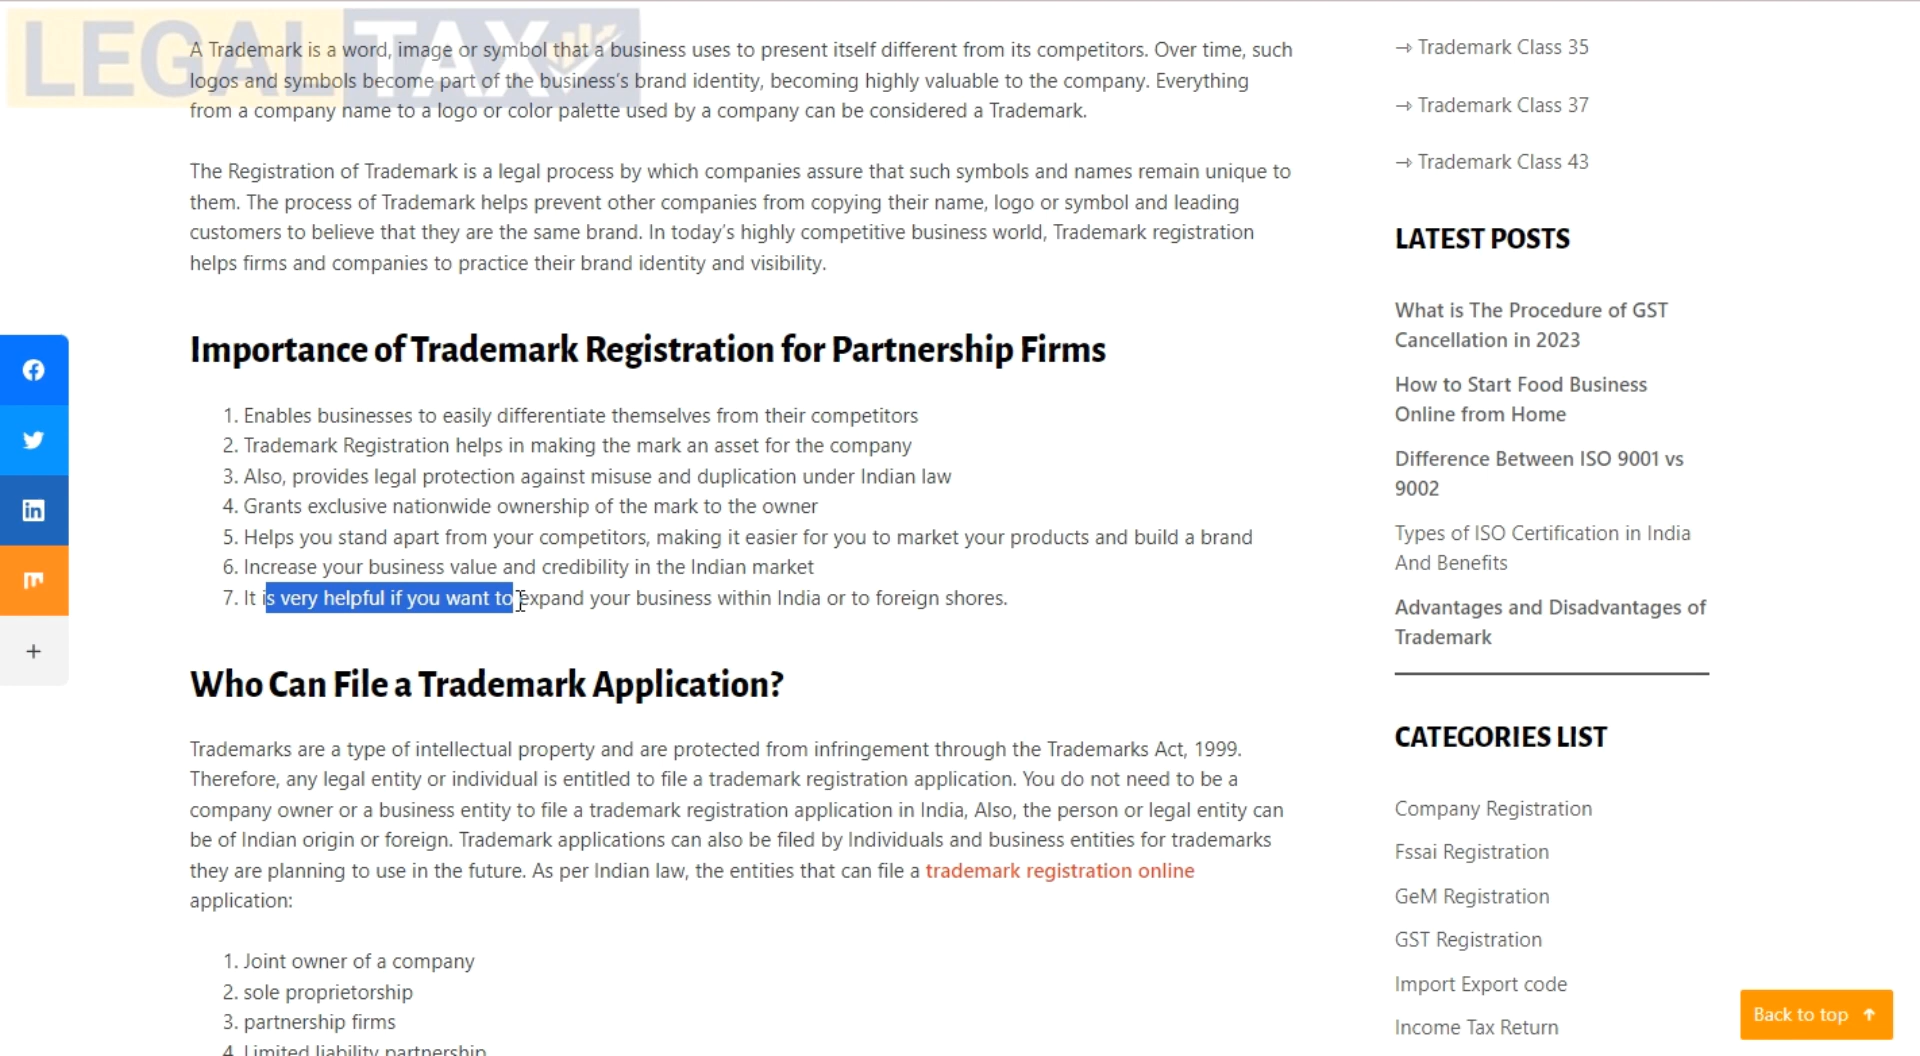 LEGAL TAX
A Trademark is a word, image or symbol that a business uses to present itself different from its competitors. Over time, such
logos and symbols become part of the business's brand identity, becoming highly valuable to the company. Everything
from a company name to a logo or color palette used by a company can be considered a Trademark.
The Registration of Trademark is a legal process by which companies assure that such symbols and names remain unique to
them. The process of Trademark helps prevent other companies from copying their name, logo or symbol and leading
customers to believe that they are the same brand. In today's highly competitive business world, Trademark registration
helps firms and companies to practice their brand identity and visibility.
Importance of Trademark Registration for Partnership Firms
1. Enables businesses to easily differentiate themselves from their competitors
2. Trademark Registration helps in making the mark an asset for the company
3. Also, provides legal protection against misuse and duplication under Indian law
4. Grants exclusive nationwide ownership of the mark to the owner
5. Helps you stand apart from your competitors, making it easier for you to market your products and build a brand
6. Increase your business value and credibility in the Indian market
7. It is very helpful if you want to expand your business within India or to foreign shores.
Who Can File a Trademark Application?
Trademarks are a type of intellectual property and are protected from infringement through the Trademarks Act, 1999.
Therefore, any legal entity or individual is entitled to file a trademark registration application. You do not need to be a
company owner or a business entity to file a trademark registration application in India, Also, the person or legal entity can
be of Indian origin or foreign. Trademark applications can also be filed by Individuals and business entities for trademarks
they are planning to use in the future. As per Indian law, the entities that can file a trademark registration online
application:
1. Joint owner of a company
2. sole proprietorship
3. partnership firms
4. Limited liability partnership
→ Trademark Class 35
→ Trademark Class 37
→ Trademark Class 43
LATEST POSTS
What is The Procedure of GST
Cancellation in 2023
How to Start Food Business
Online from Home
Difference Between ISO 9001 vs
9002
Types of ISO Certification in India
And Benefits
Advantages and Disadvantages of
Trademark
CATEGORIES LIST
Company Registration
Fssai Registration
GeM Registration
GST Registration
Import Export code
Income Tax Return
Back to top ↑